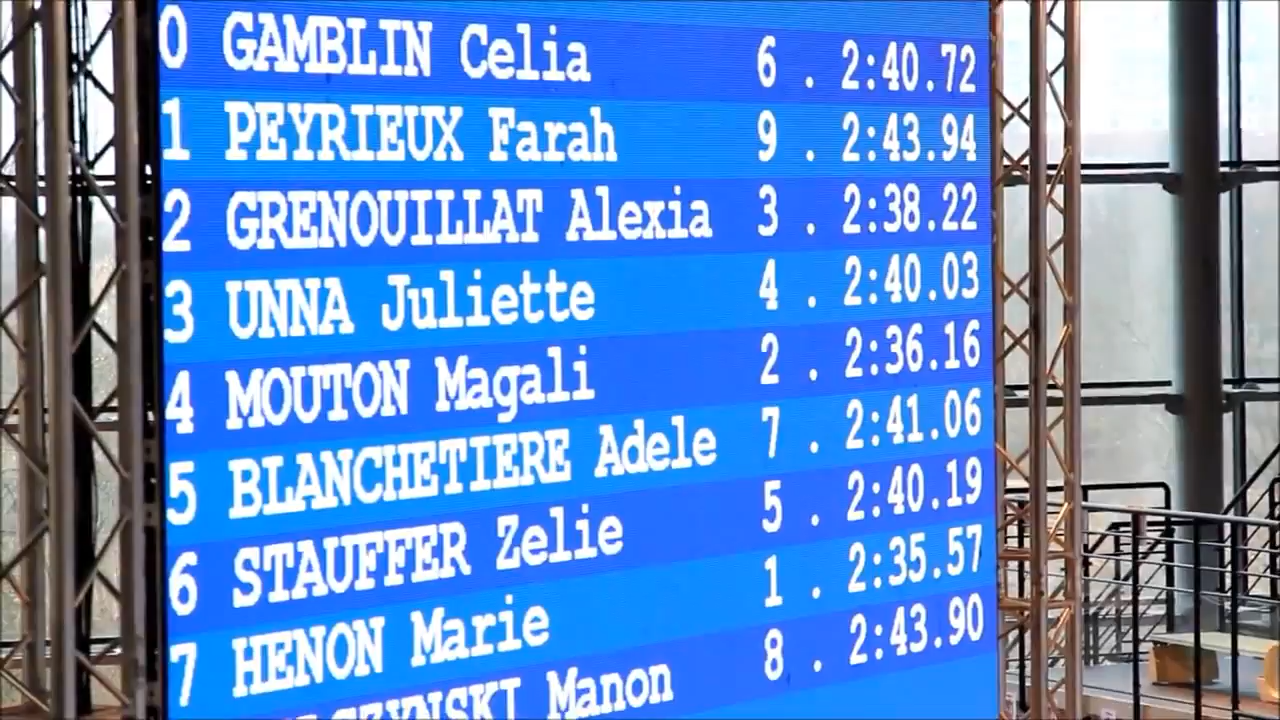 0 GAMBLIN Celia 6 . 2:40.72
1 PEYRIEUX Farah 9 . 2:43.94
2 GRENOUILLAT Alexia 3 . 2:38.22
3 UNNA Juliette 4 . 2:40.03
4 MOUTON Magali 2 . 2:36.16
5 BLANCHETIERE Adele 7 . 2:41.06
6 STAUFFER Zelie 5 . 2:40.19
7 HENON Marie 1 . 2:35.57
Manon 8 . 2:43.90